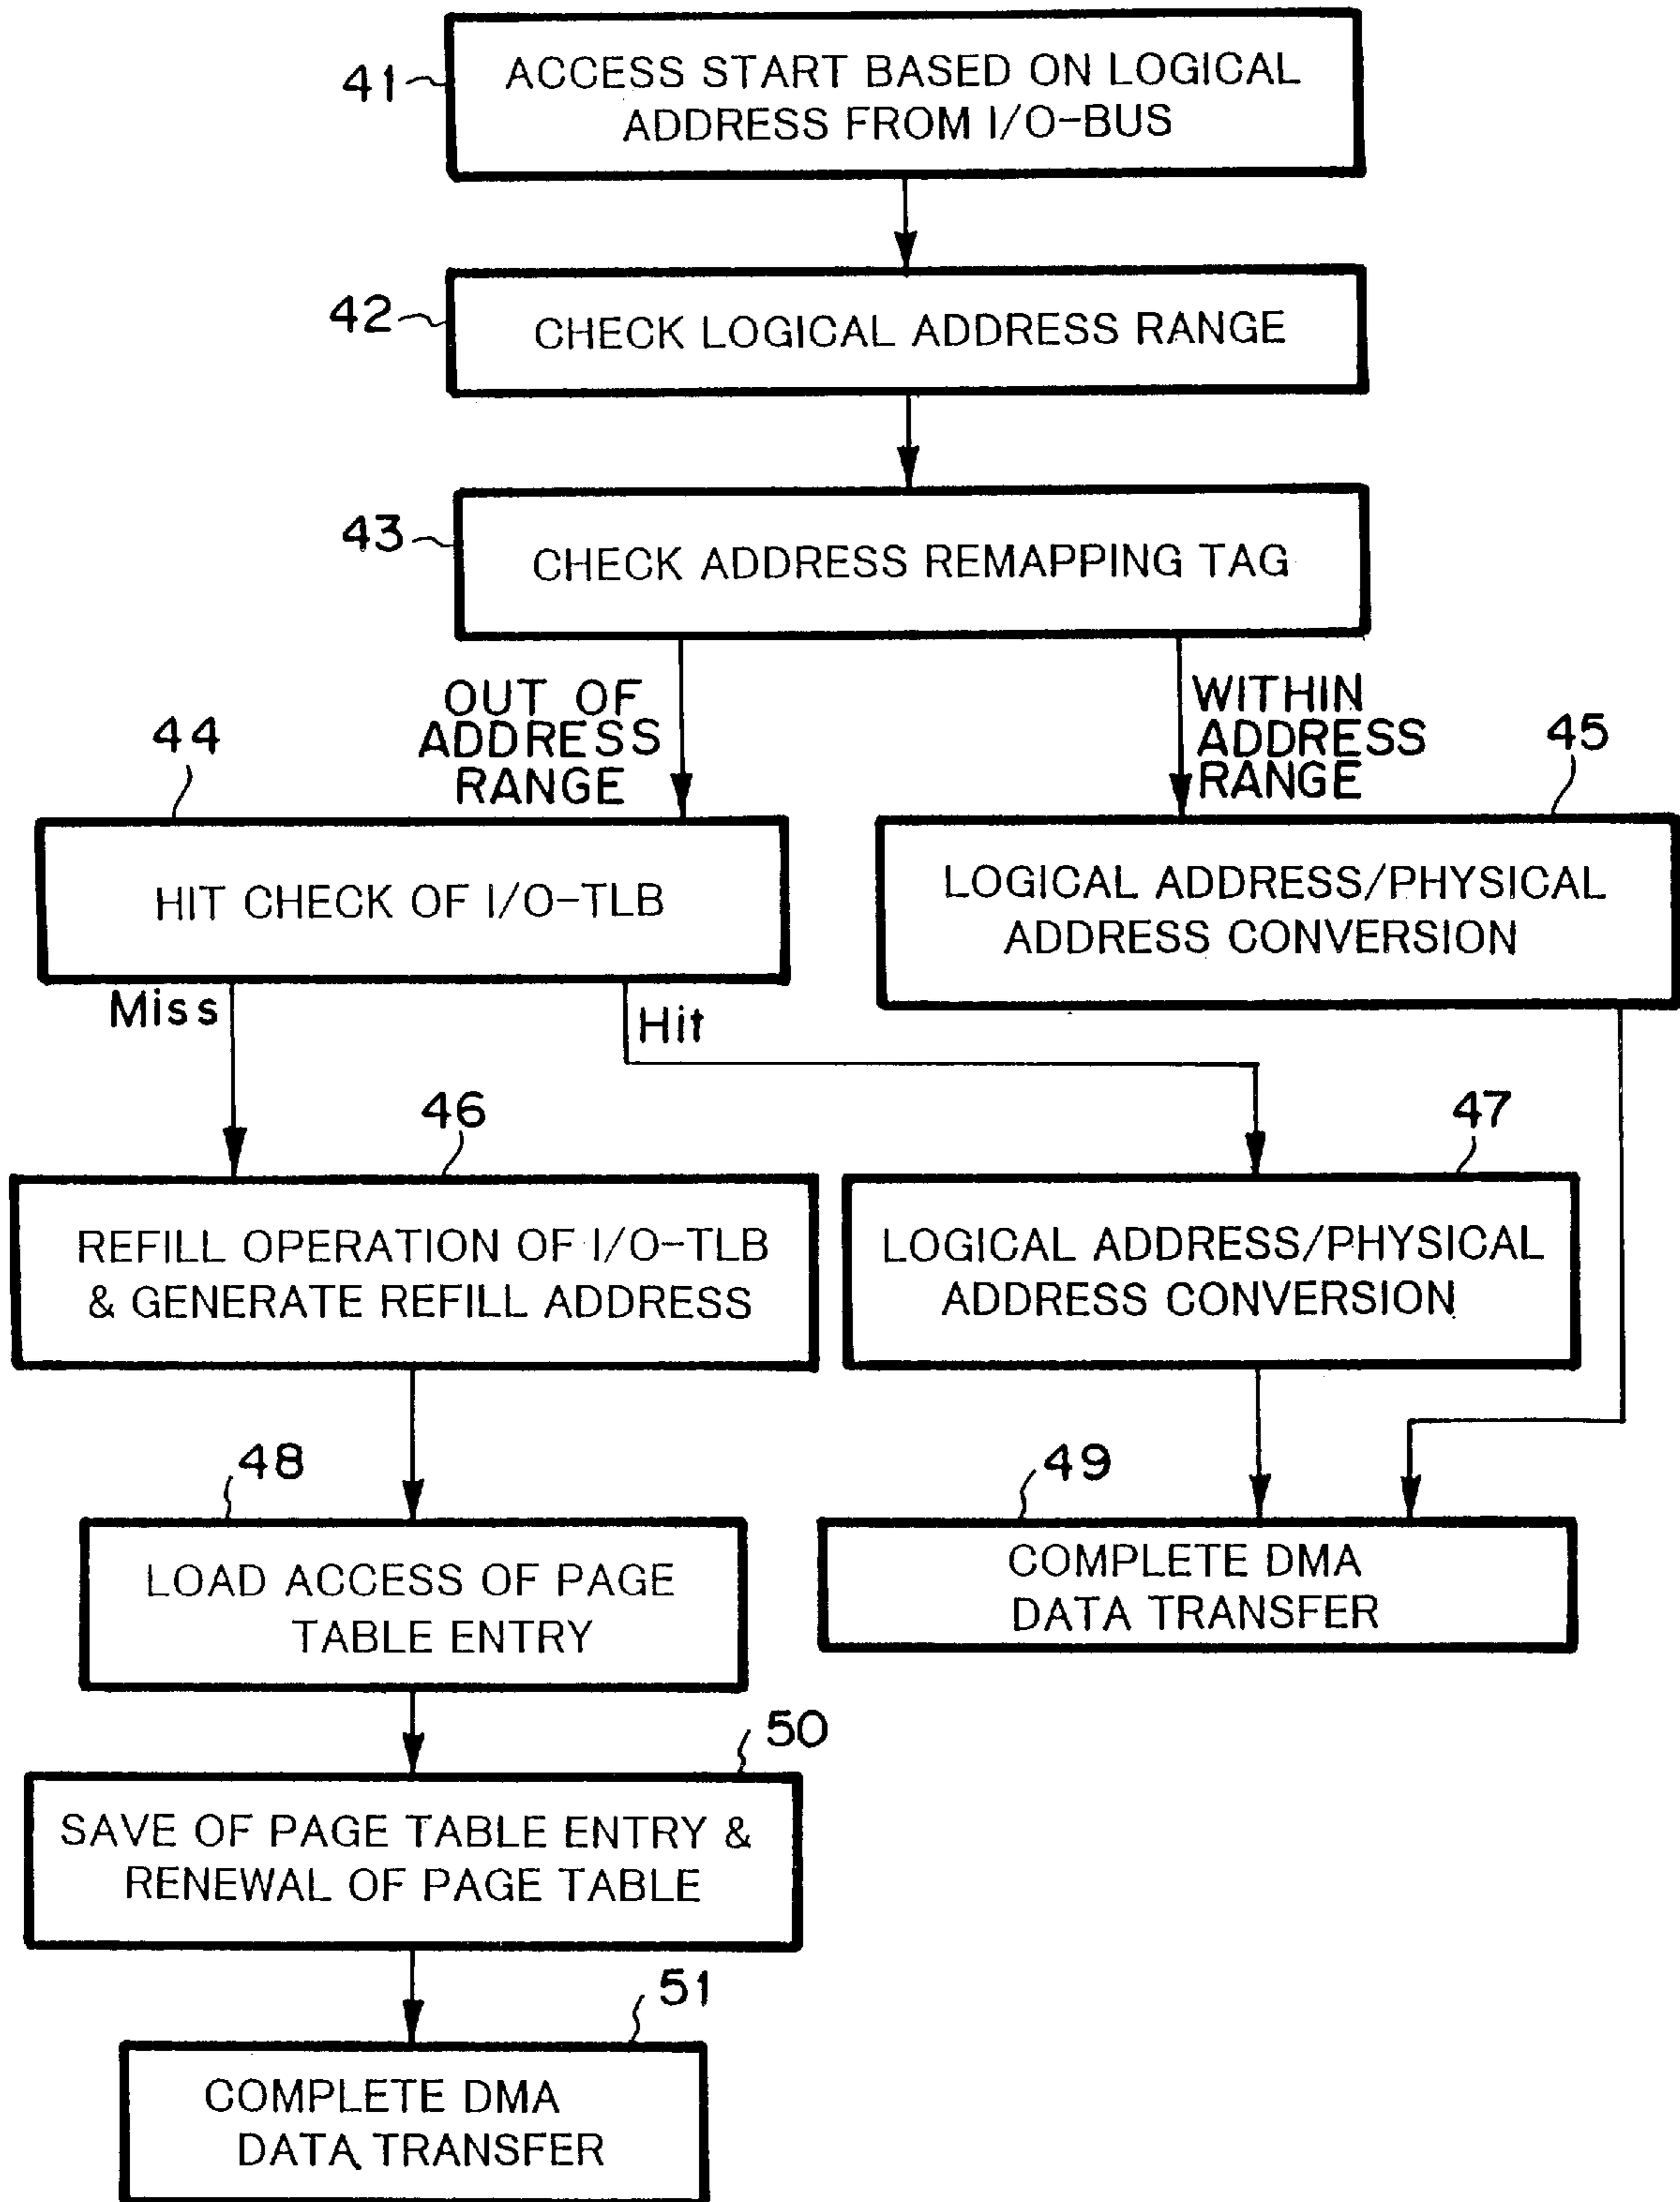 41
ACCESS START BASED ON LOGICAL
ADDRESS FROM I/O-BUS
42
CHECK LOGICAL ADDRESS RANGE
43
CHECK ADDRESS REMAPPING TAG
OUT OF
ADDRESS
RANGE
WITHIN
ADDRESS
RANGE
44
HIT CHECK OF I/O-TLB
45
LOGICAL ADDRESS/PHYSICAL
ADDRESS CONVERSION
Miss
Hit
46
REFILL OPERATION OF I/O-TLB
& GENERATE REFILL ADDRESS
47
LOGICAL ADDRESS/PHYSICAL
ADDRESS CONVERSION
48
LOAD ACCESS OF PAGE
TABLE ENTRY
49
COMPLETE DMA
DATA TRANSFER
50
SAVE OF PAGE TABLE ENTRY &
RENEWAL OF PAGE TABLE
51
COMPLETE DMA
DATA TRANSFER